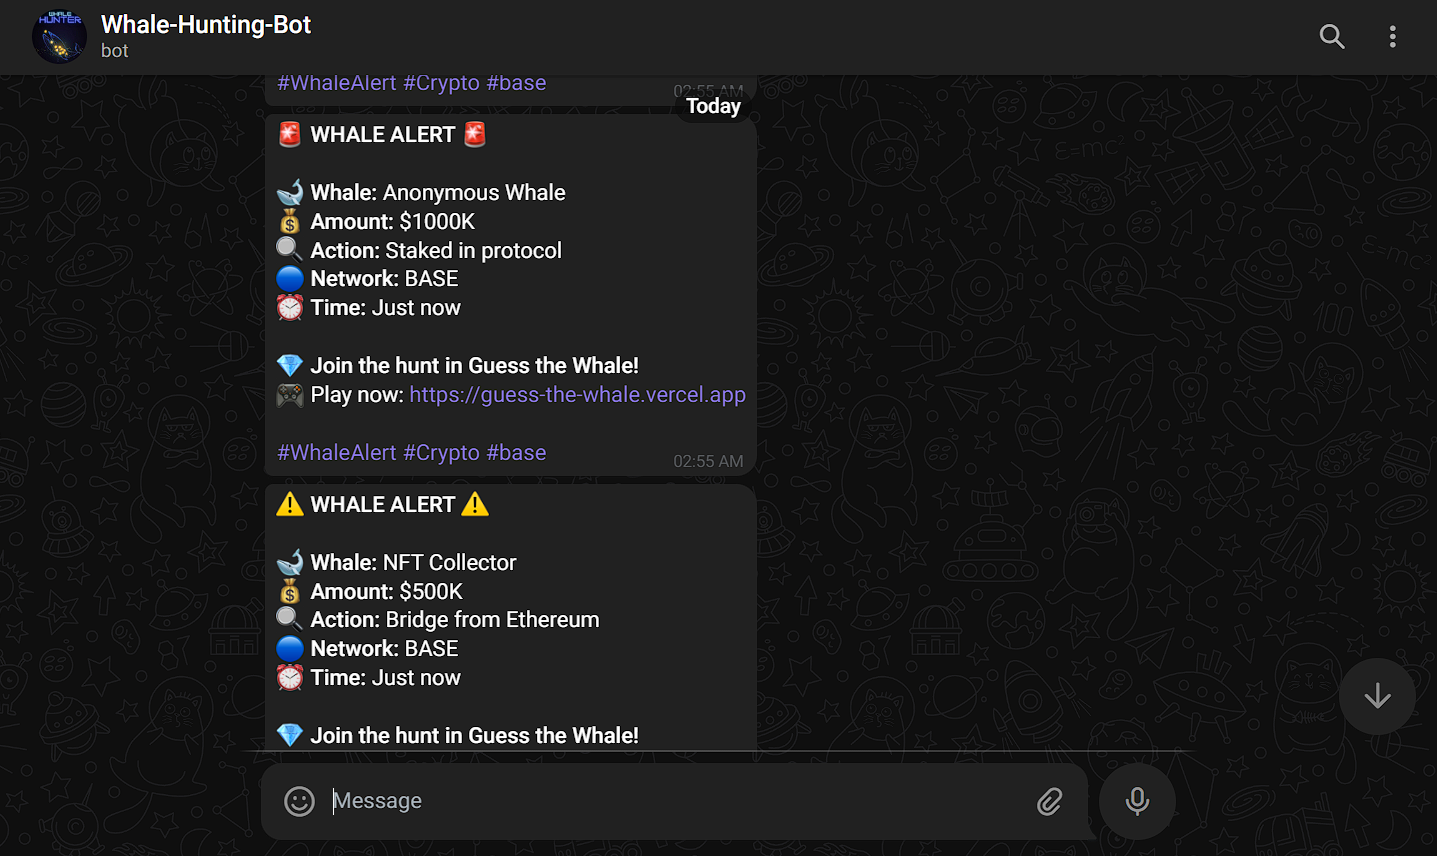 WHALE
HUNTER
Whale-Hunting-Bot
bot
#WhaleAlert #Crypto #base
02:55 AM
Today
🚨 WHALE ALERT 🚨
🐋 Whale: Anonymous Whale
💰 Amount: $1000K
🔍 Action: Staked in protocol
🔵 Network: BASE
⏰ Time: Just now
💎 Join the hunt in Guess the Whale!
🎮 Play now: https://guess-the-whale.vercel.app
#WhaleAlert #Crypto #base
02:55 AM
⚠️ WHALE ALERT ⚠️
🐋 Whale: NFT Collector
💰 Amount: $500K
🔍 Action: Bridge from Ethereum
🔵 Network: BASE
⏰ Time: Just now
💎 Join the hunt in Guess the Whale!
Message
E=mc²
E=mc²